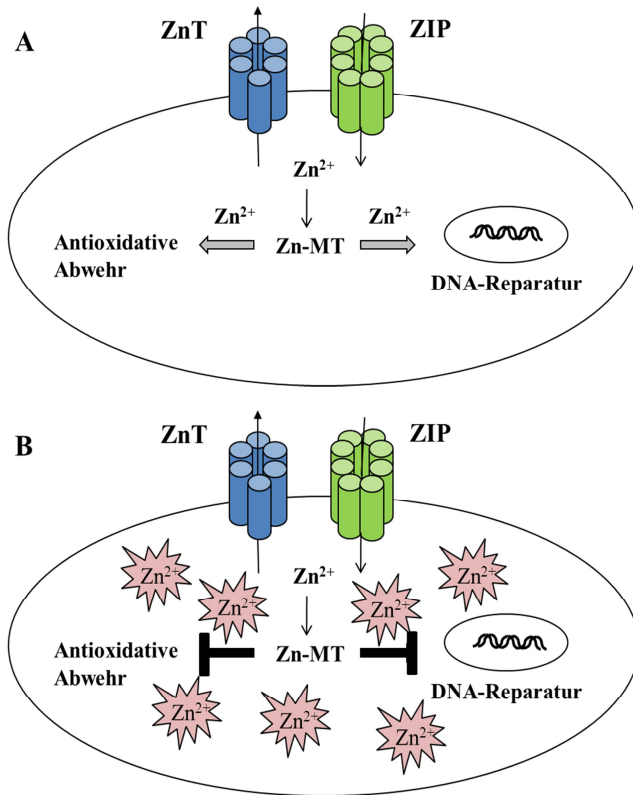 A
ZnT
ZIP
Zn²⁺
Zn²⁺
Zn²⁺
Antioxidative
Abwehr
Zn-MT
DNA-Reparatur
B
ZnT
ZIP
Zn²⁺
Zn²⁺
Zn²⁺
Zn²⁺
Zn²⁺
Antioxidative
Abwehr
Zn-MT
DNA-Reparatur
Zn²⁺
Zn²⁺
Zn²⁺